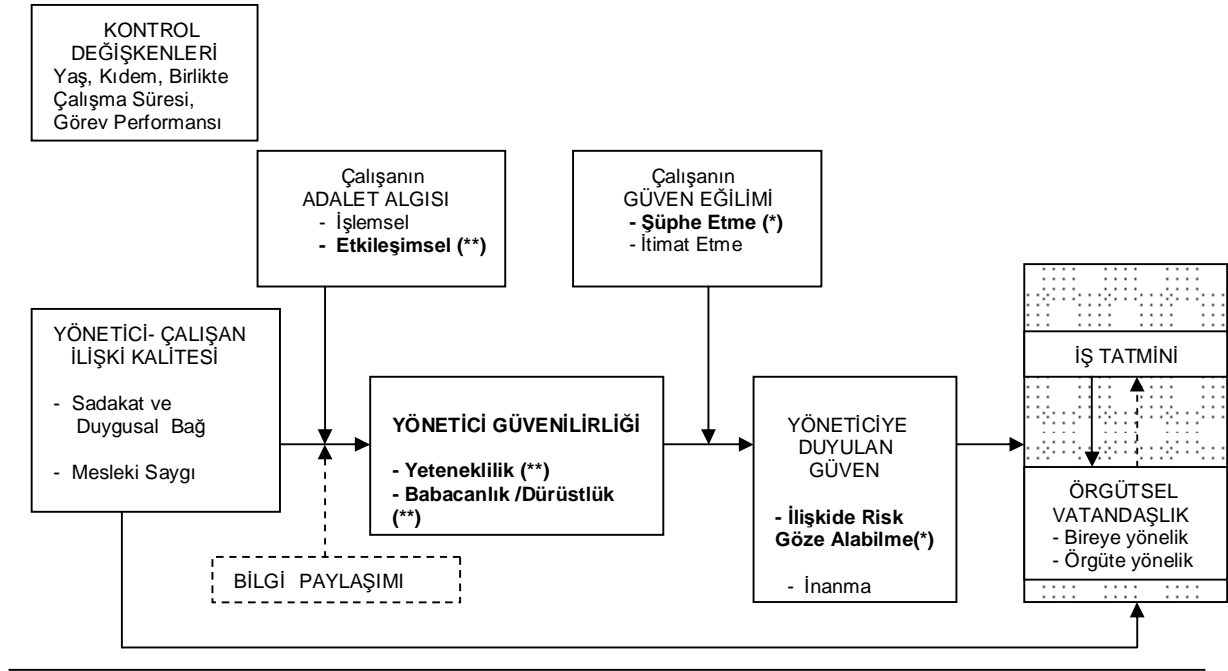 KONTROL
DEĞİŞKENLERİ
Yaş, Kıdem, Birlikte
Çalışma Süresi,
Görev Performansı
Çalışanın
ADALET ALGISI
- İşlemsel
- Etkileşimsel (**)
Çalışanın
GÜVEN EĞİLİMİ
- Şüphe Etme (*)
- İtimat Etme
YÖNETİCİ- ÇALIŞAN
İLİŞKİ KALİTESİ
- Sadakat ve
Duygusal Bağ
- Mesleki Saygı
YÖNETİCİ GÜVENİLİRLİĞİ
- Yeteneklilik (**)
- Babacanlık /Dürüstlük
(**)
BİLGİ PAYLAŞIMI
YÖNETİCİYE
DUYULAN
GÜVEN
- İlişkide Risk
Göze Alabilme(*)
- İnanma
İŞ TATMİNİ
ÖRGÜTSEL
VATANDAŞLIK
- Bireye yönelik
- Örgüte yönelik